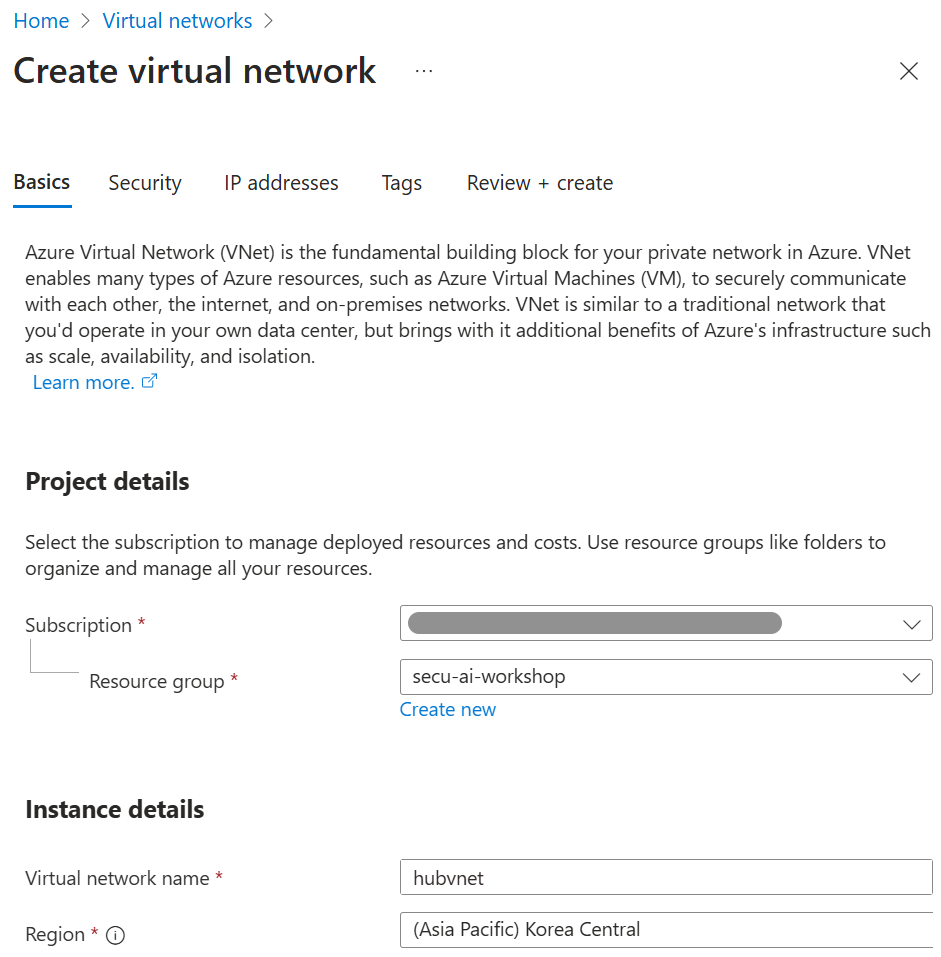 Home > Virtual networks >
Create virtual network ...
Basics Security IP addresses Tags Review + create
Azure Virtual Network (VNet) is the fundamental building block for your private network in Azure. VNet
enables many types of Azure resources, such as Azure Virtual Machines (VM), to securely communicate
with each other, the internet, and on-premises networks. VNet is similar to a traditional network that
you'd operate in your own data center, but brings with it additional benefits of Azure's infrastructure such
as scale, availability, and isolation.
Learn more.
Project details
Select the subscription to manage deployed resources and costs. Use resource groups like folders to
organize and manage all your resources.
Subscription *
Resource group * secu-ai-workshop
Create new
Instance details
Virtual network name * hubvnet
Region * (Asia Pacific) Korea Central